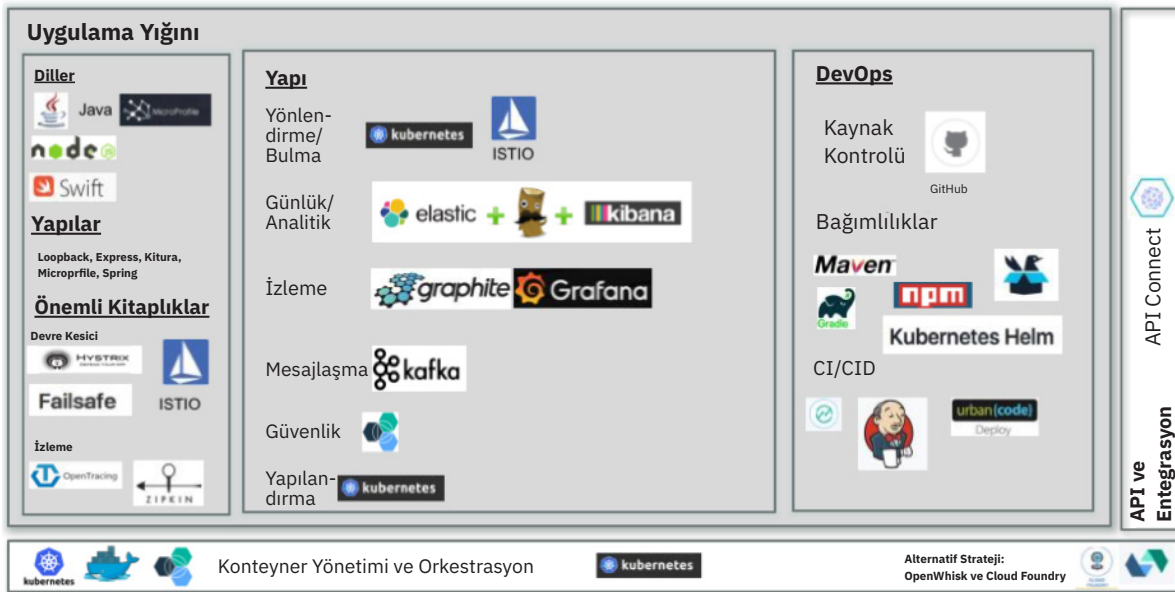 Uygulama Yığını
Diller
Java
MicroProfile
node
Swift
Yapılar
Loopback, Express, Kitura,
Microprfile, Spring
Önemli Kitaplıklar
Devre Kesici
HYSTRIX
Failsafe
ISTIO
İzleme
OpenTracing
ZIPKIN
Yapı
Yönlen-
dirme/
Bulma
kubernetes
ISTIO
Günlük/
Analitik
elastic + + kibana
İzleme
graphite Grafana
Mesajlaşma
kafka
Güvenlik
Yapılan-
dırma
kubernetes
DevOps
Kaynak
Kontrolü
GitHub
Bağımlılıklar
Maven
npm
Gradle
Kubernetes Helm
CI/CID
urban{code}
Deploy
API Connect
API ve
Entegrasyon
kubernetes
Konteyner Yönetimi ve Orkestrasyon
kubernetes
Alternatif Strateji:
OpenWhisk ve Cloud Foundry